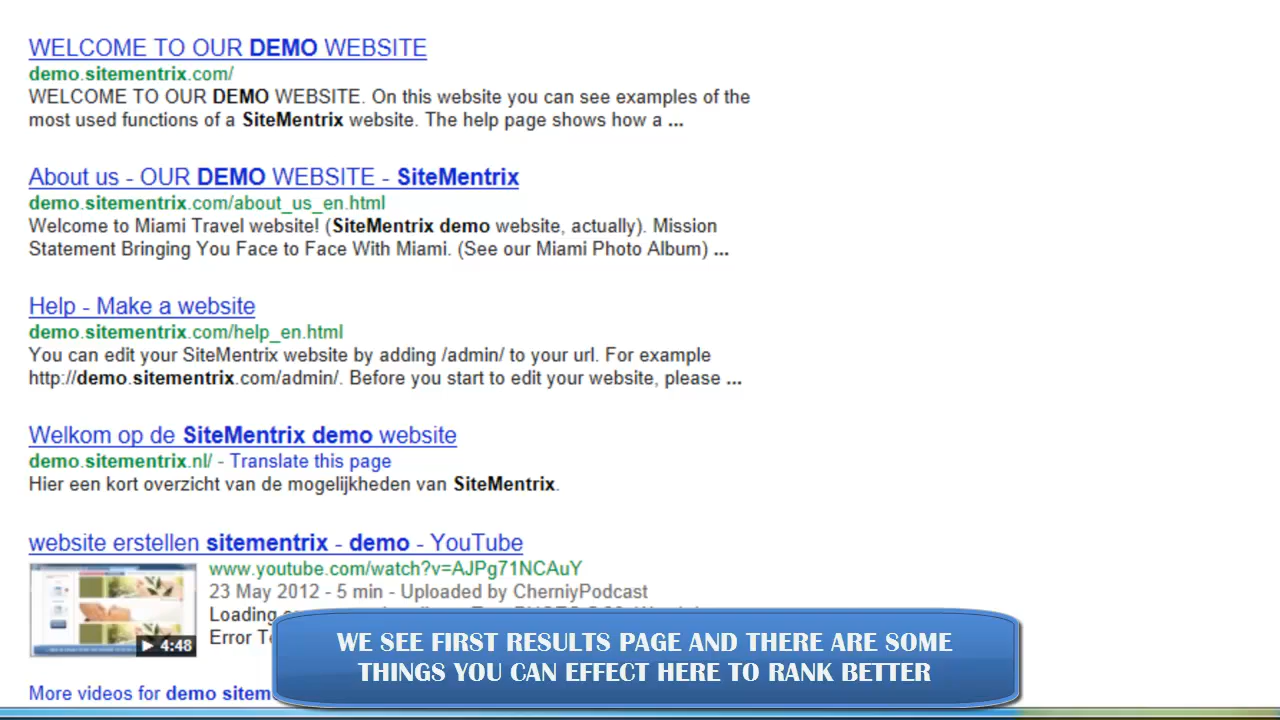 WELCOME TO OUR DEMO WEBSITE
demo.sitementrix.com/
WELCOME TO OUR DEMO WEBSITE. On this website you can see examples of the
most used functions of a SiteMentrix website. The help page shows how a ...
About us - OUR DEMO WEBSITE - SiteMentrix
demo.sitementrix.com/about_us_en.html
Welcome to Miami Travel website! (SiteMentrix demo website, actually). Mission
Statement Bringing You Face to Face With Miami. (See our Miami Photo Album) ...
Help - Make a website
demo.sitementrix.com/help_en.html
You can edit your SiteMentrix website by adding /admin/ to your url. For example
http://demo.sitementrix.com/admin/. Before you start to edit your website, please ...
Welkom op de SiteMentrix demo website
demo.sitementrix.nl/ - Translate this page
Hier een kort overzicht van de mogelijkheden van SiteMentrix.
website erstellen sitementrix - demo - YouTube
www.youtube.com/watch?v=AJPg71NCAuY
23 May 2012 - 5 min - Uploaded by CherniyPodcast
Loading
Error
4:48
WE SEE FIRST RESULTS PAGE AND THERE ARE SOME
THINGS YOU CAN EFFECT HERE TO RANK BETTER
More videos for demo sitem